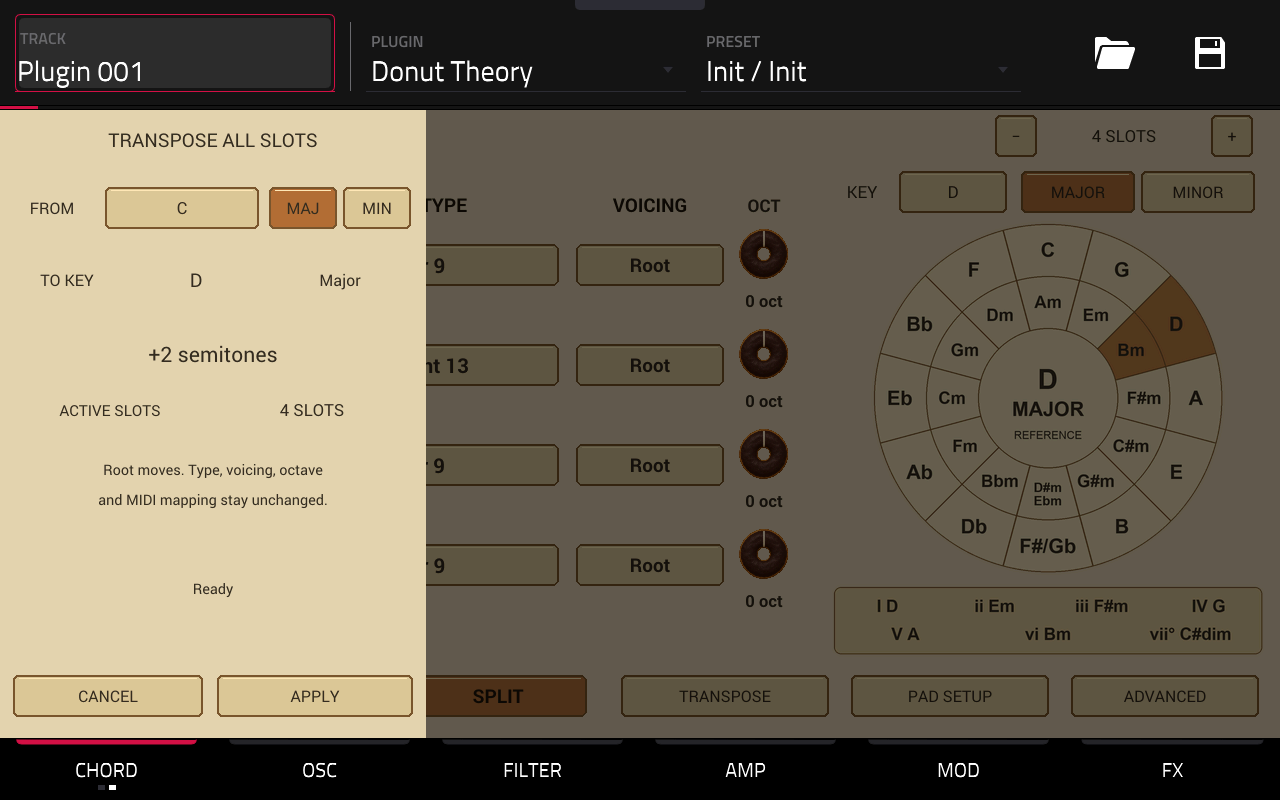 TRACK
Plugin 001
PLUGIN
Donut Theory
PRESET
Init / Init
TRANSPOSE ALL SLOTS
FROM C MAJ MIN
TO KEY D Major
+2 semitones
ACTIVE SLOTS 4 SLOTS
Root moves. Type, voicing, octave
and MIDI mapping stay unchanged.
Ready
CANCEL APPLY
TYPE VOICING OCT
9 Root
0 oct
nt 13 Root
0 oct
9 Root
0 oct
9 Root
0 oct
− 4 SLOTS +
KEY D MAJOR MINOR
C
G
D
A
E
B
F#/Gb
Db
Ab
Eb
Bb
F
Am
Em
Bm
F#m
C#m
G#m
D#m
Ebm
Bbm
Fm
Cm
Gm
Dm
D
MAJOR
REFERENCE
I D ii Em iii F#m IV G
V A vi Bm vii° C#dim
SPLIT TRANSPOSE PAD SETUP ADVANCED
CHORD OSC FILTER AMP MOD FX